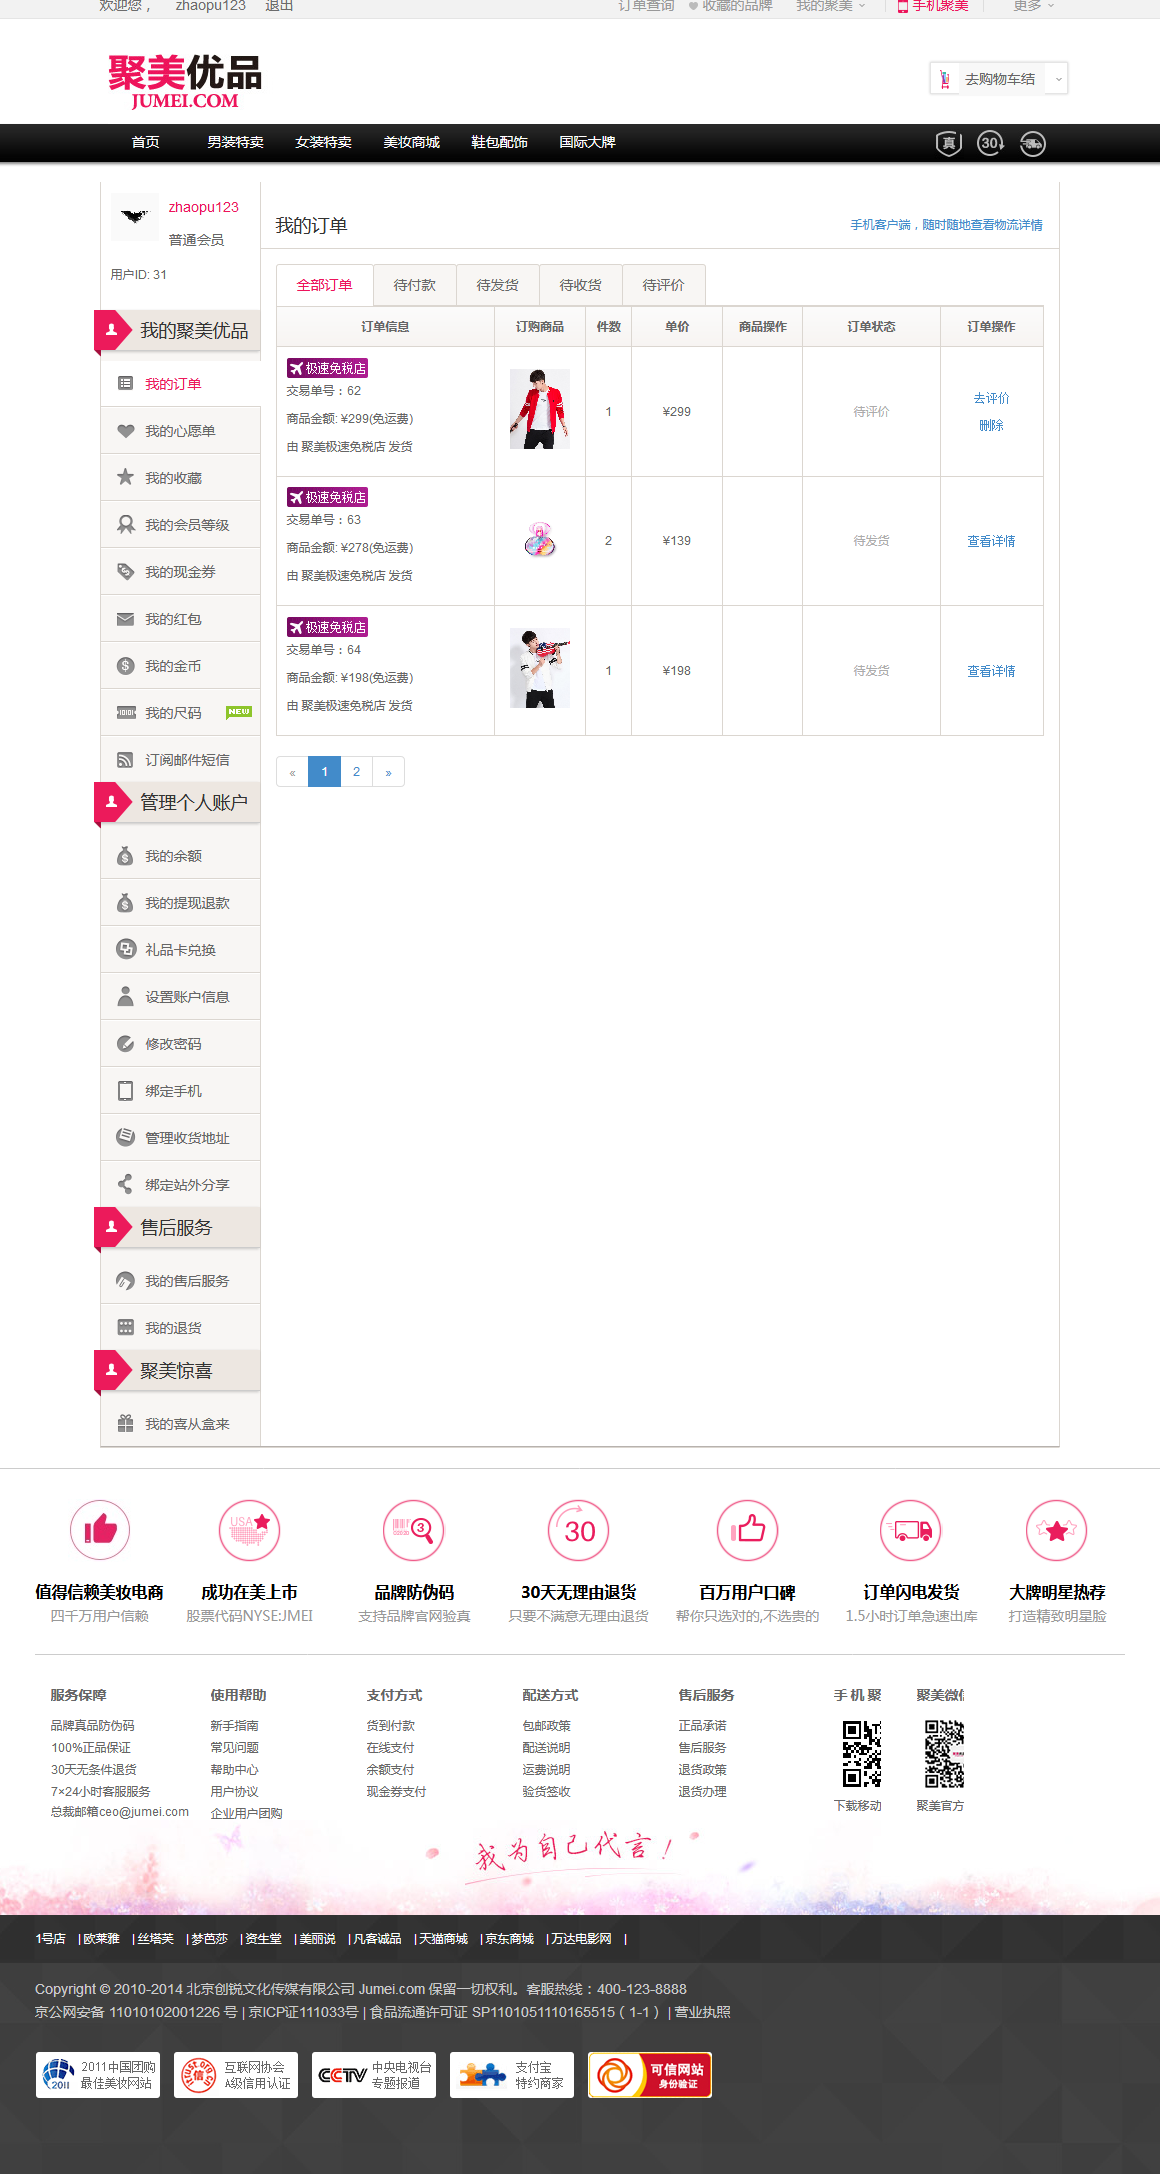 欢迎您， zhaopu123 退出 订单查询 收藏的品牌 我的聚美 手机聚美 更多
聚美优品
JUMEI.COM
去购物车结
首页 男装特卖 女装特卖 美妆商城 鞋包配饰 国际大牌 真 30
zhaopu123
普通会员
用户ID: 31
我的聚美优品
我的订单
我的心愿单
我的收藏
我的会员等级
我的现金券
我的红包
我的金币
我的尺码 NEW
订阅邮件短信
管理个人账户
我的余额
我的提现退款
礼品卡兑换
设置账户信息
修改密码
绑定手机
管理收货地址
绑定站外分享
售后服务
我的售后服务
我的退货
聚美惊喜
我的喜从盒来
我的订单 手机客户端，随时随地查看物流详情
全部订单 待付款 待发货 待收货 待评价
订单信息 订购商品 件数 单价 商品操作 订单状态 订单操作
极速免税店
交易单号：62
商品金额: ¥299(免运费)
由 聚美极速免税店 发货
1 ¥299 待评价 去评价
删除
极速免税店
交易单号：63
商品金额: ¥278(免运费)
由 聚美极速免税店 发货
2 ¥139 待发货 查看详情
极速免税店
交易单号：64
商品金额: ¥198(免运费)
由 聚美极速免税店 发货
1 ¥198 待发货 查看详情
« 1 2 »
USA 3 30
值得信赖美妆电商 成功在美上市 品牌防伪码 30天无理由退货 百万用户口碑 订单闪电发货 大牌明星热荐
四千万用户信赖 股票代码NYSE:JMEI 支持品牌官网验真 只要不满意无理由退货 帮你只选对的,不选贵的 1.5小时订单急速出库 打造精致明星脸
服务保障 使用帮助 支付方式 配送方式 售后服务 手 机 聚 聚美微信
品牌真品防伪码 新手指南 货到付款 包邮政策 正品承诺
100%正品保证 常见问题 在线支付 配送说明 售后服务
30天无条件退货 帮助中心 余额支付 运费说明 退货政策
7×24小时客服服务 用户协议 现金券支付 验货签收 退货办理
总裁邮箱ceo@jumei.com 企业用户团购 下载移动 聚美官方
我为自己代言！
1号店 | 欧莱雅 | 丝塔芙 | 梦芭莎 | 资生堂 | 美丽说 | 凡客诚品 | 天猫商城 | 京东商城 | 万达电影网 |
Copyright © 2010-2014 北京创锐文化传媒有限公司 Jumei.com 保留一切权利。客服热线：400-123-8888
京公网安备 11010102001226 号 | 京ICP证111033号 | 食品流通许可证 SP1101051110165515（1-1） | 营业执照
2011 2011中国团购 最佳美妆网站
信 互联网协会 A级信用认证
CCTV 中央电视台 专题报道
支付宝 特约商家
可信网站 身份验证